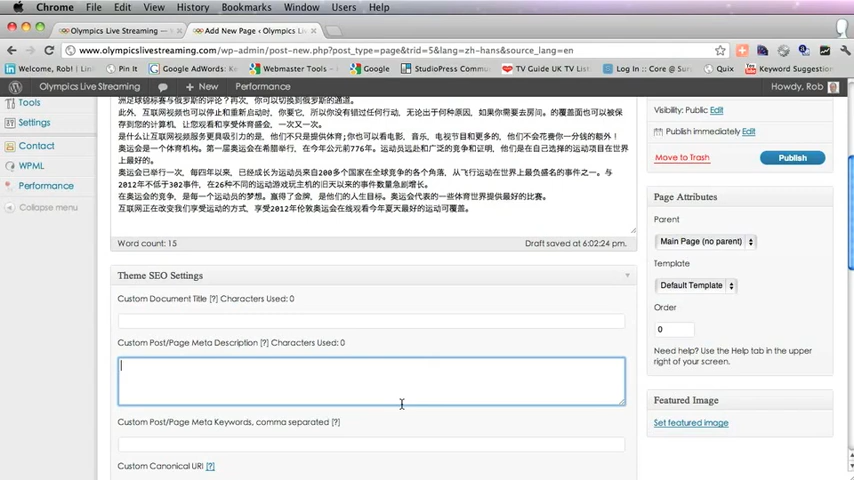 Chrome File Edit View History Bookmarks Window Users Help
Olympics Live Streaming —
Add New Page ‹ Olympics Li
www.olympicslivestreaming.com/wp-admin/post-new.php?post_type=page&trid=5&lang=zh-hans&source_lang=en
Welcome, Rob! |
Pin It
Google AdWords:
Webmaster Tools -
Google
StudioPress Commu
TV Guide UK TV List
Log In :: Core @ Sur
Quix
Keyword Suggestion
Olympics Live Streaming
+ New
Performance
Howdy, Rob
Tools
Settings
Contact
WPML
Performance
Collapse menu
洲足球锦标赛与俄罗斯的评论？再次，你可以切换到俄罗斯的通道。
此外，互联网视频也可以停止和重新启动时，你要它，所以你没有错过任何行动，无论出于何种原因，如果你需要去房间。的覆盖面也可以被保
存到您的计算机，让您观看和享受体育盛会，一次又一次。
是什么让互联网视频服务更具吸引力的是，他们不只是提供体育;你也可以看电影，音乐，电视节目和更多的，他们不会花费你一分钱的额外！
奥运会是一个体育机构。第一届奥运会在希腊举行，在今年公元前776年。运动员远赴和广泛的竞争和证明，他们是在自己选择的运动项目在世界
上最好的。
奥运会已举行一次，每四年以来，已经成长为运动员来自200多个国家在全球竞争的各个角落，从飞行运动在世界上最负盛名的事件之一。与
2012年不低于302事件，在26种不同的运动游戏玩主机的旧天以来的事件数量急剧增长。
在奥运会的竞争，是每一个运动员的梦想。赢得了金牌，是他们的人生目标。奥运会代表的一些体育世界提供最好的比赛。
互联网正在改变我们享受运动的方式，享受2012年伦敦奥运会在线观看今年夏天最好的运动可覆盖。
Word count: 15
Draft saved at 6:02:24 pm.
Theme SEO Settings
Custom Document Title [?] Characters Used: 0
Custom Post/Page Meta Description [?] Characters Used: 0
Custom Post/Page Meta Keywords, comma separated [?]
Custom Canonical URI [?]
Visibility: Public Edit
Publish immediately Edit
Move to Trash
Publish
Page Attributes
Parent
Main Page (no parent)
Template
Default Template
Order
0
Need help? Use the Help tab in the upper
right of your screen.
Featured Image
Set featured image